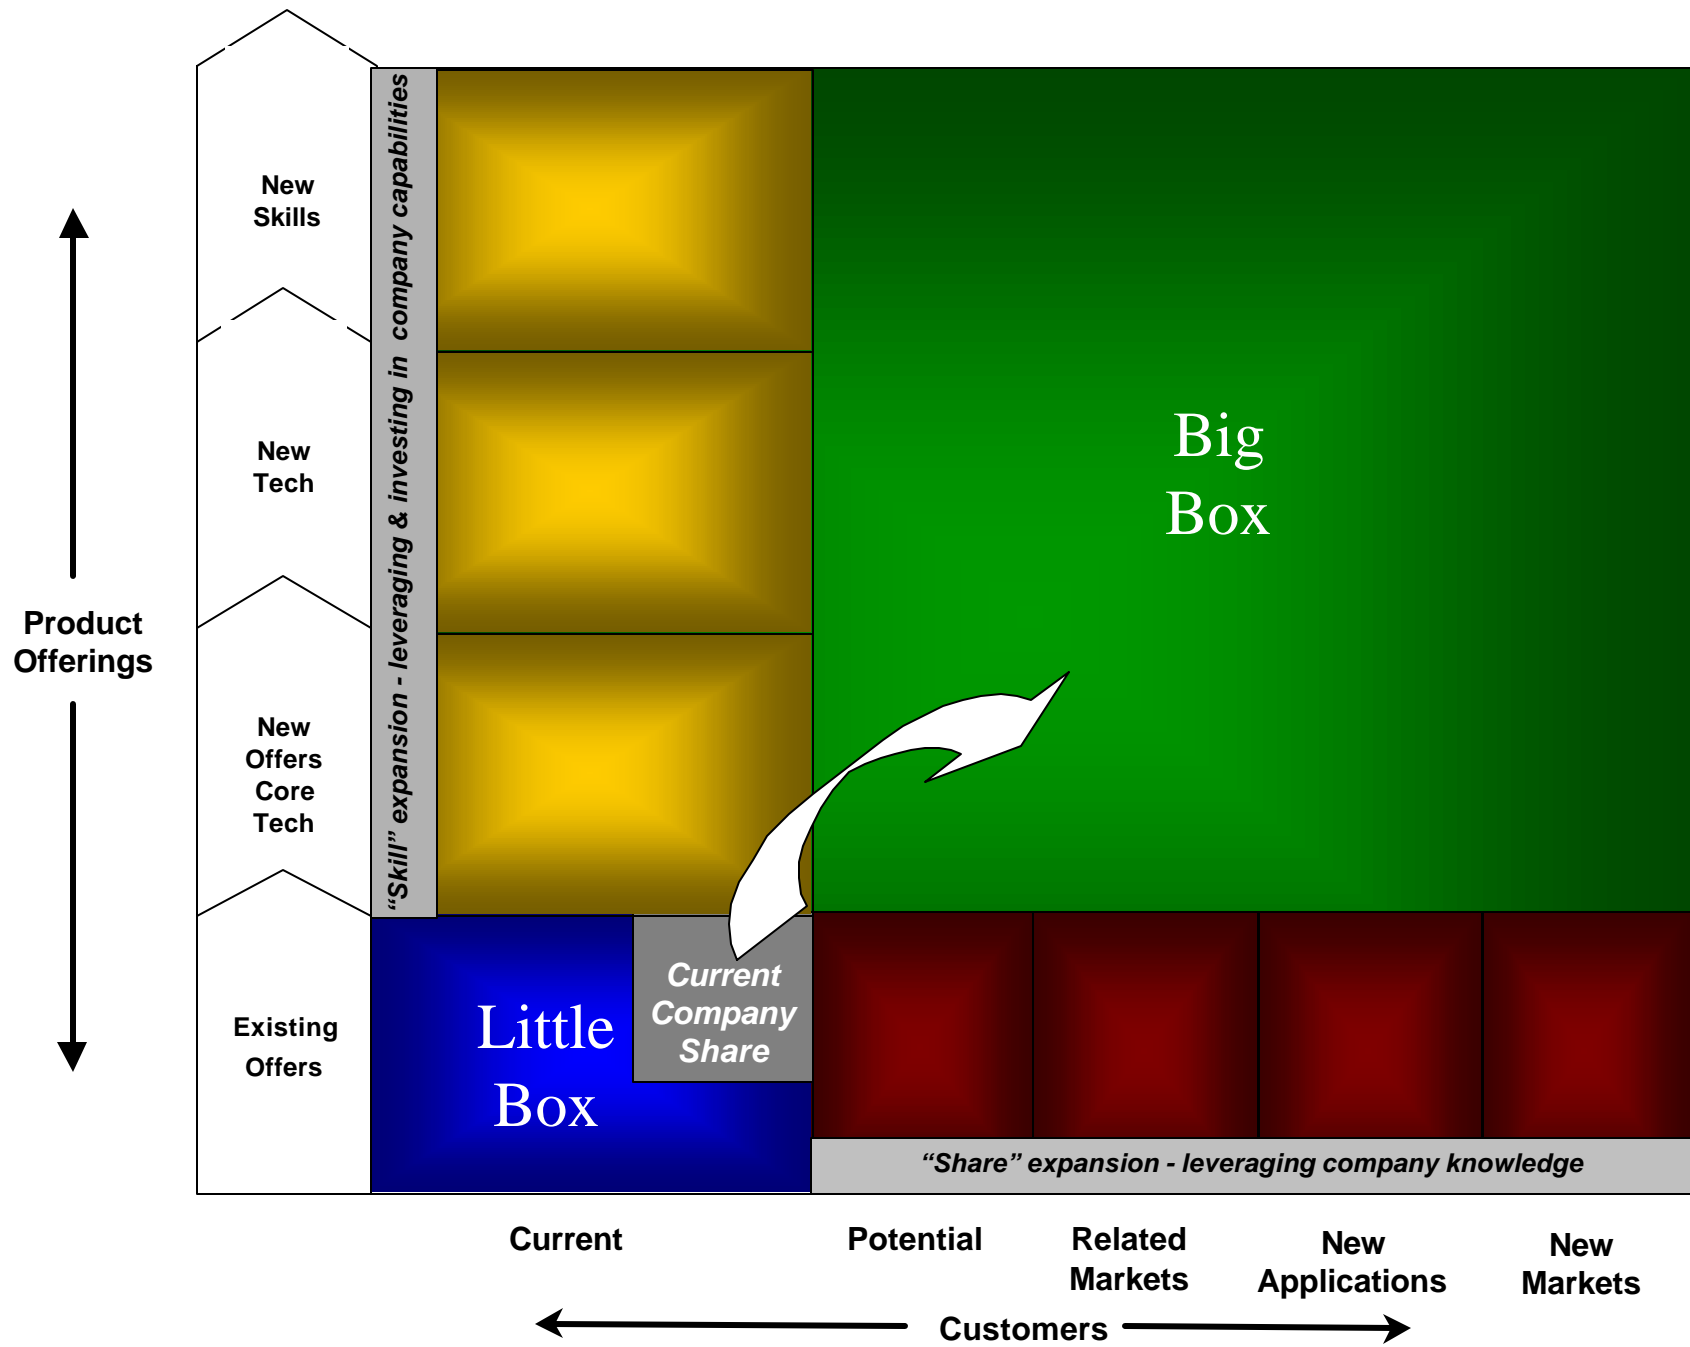 New
Skills
New
Tech
New
Offers
Core
Tech
Existing
Offers
Product
Offerings
“Skill” expansion - leveraging & investing in company capabilities
Big
Box
Little
Box
Current
Company
Share
“Share” expansion - leveraging company knowledge
Current
Potential
Related
Markets
New
Applications
New
Markets
Customers